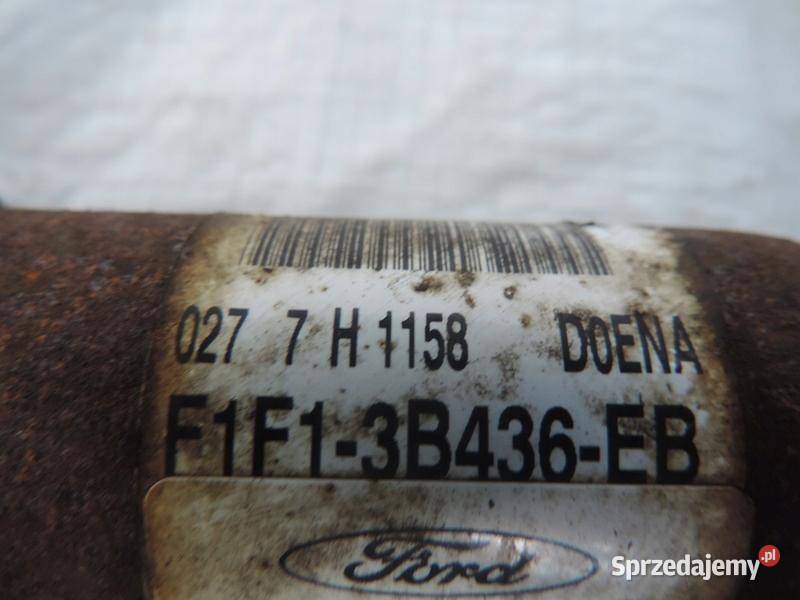 027 7 H 1158 D0ENA
F1F1-3B436-EB
Ford
Sprzedajemy.pl